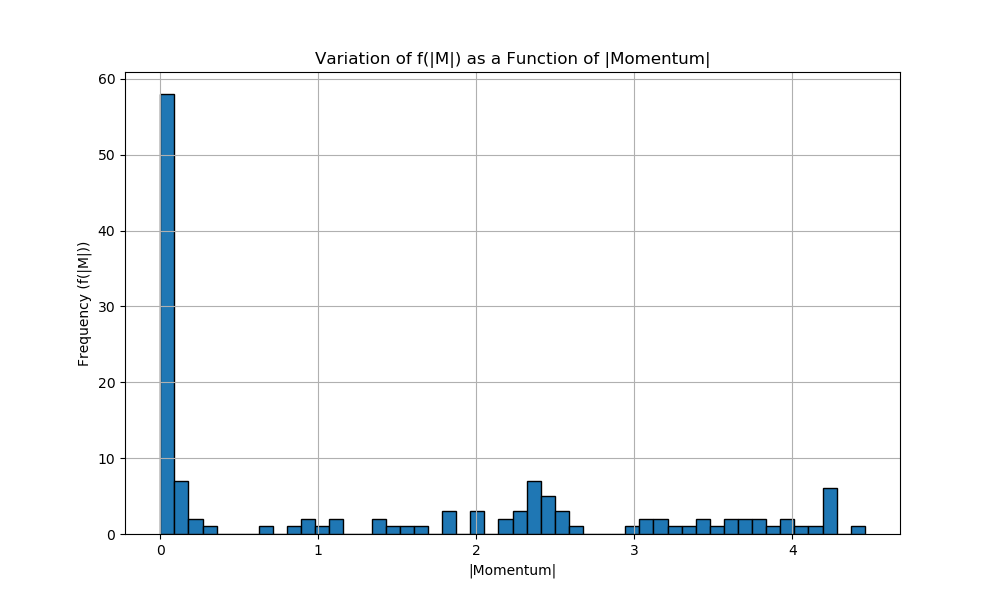 Variation of f(|M|) as a Function of |Momentum|
60
50
40
30
20
10
0
Frequency (f(|M|))
0 1 2 3 4
|Momentum|